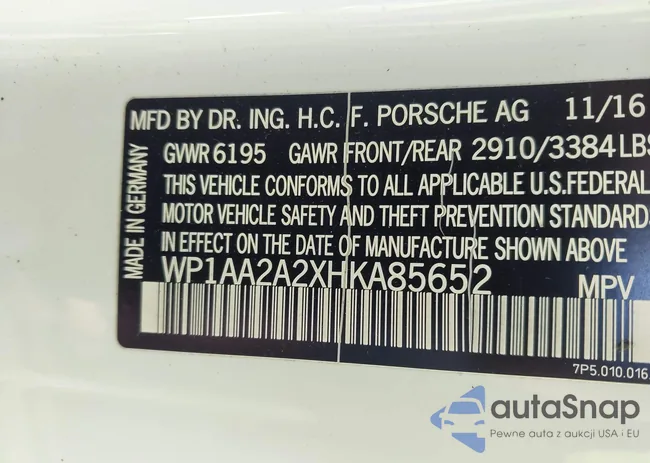 MFD BY DR. ING. H.C. F. PORSCHE AG 11/16
GWWR 6195 GAWR FRONT/REAR 2910/3384 LBS
THIS VEHICLE CONFORMS TO ALL APPLICABLE U.S.FEDERAL
MOTOR VEHICLE SAFETY AND THEFT PREVENTION STANDARDS
IN EFFECT ON THE DATE OF MANUFACTURE SHOWN ABOVE
WP1AA2A2XHKA85652 MPV
7P5.010.016
MADE IN GERMANY
autaSnap
Pewne auta z aukcji USA i EU